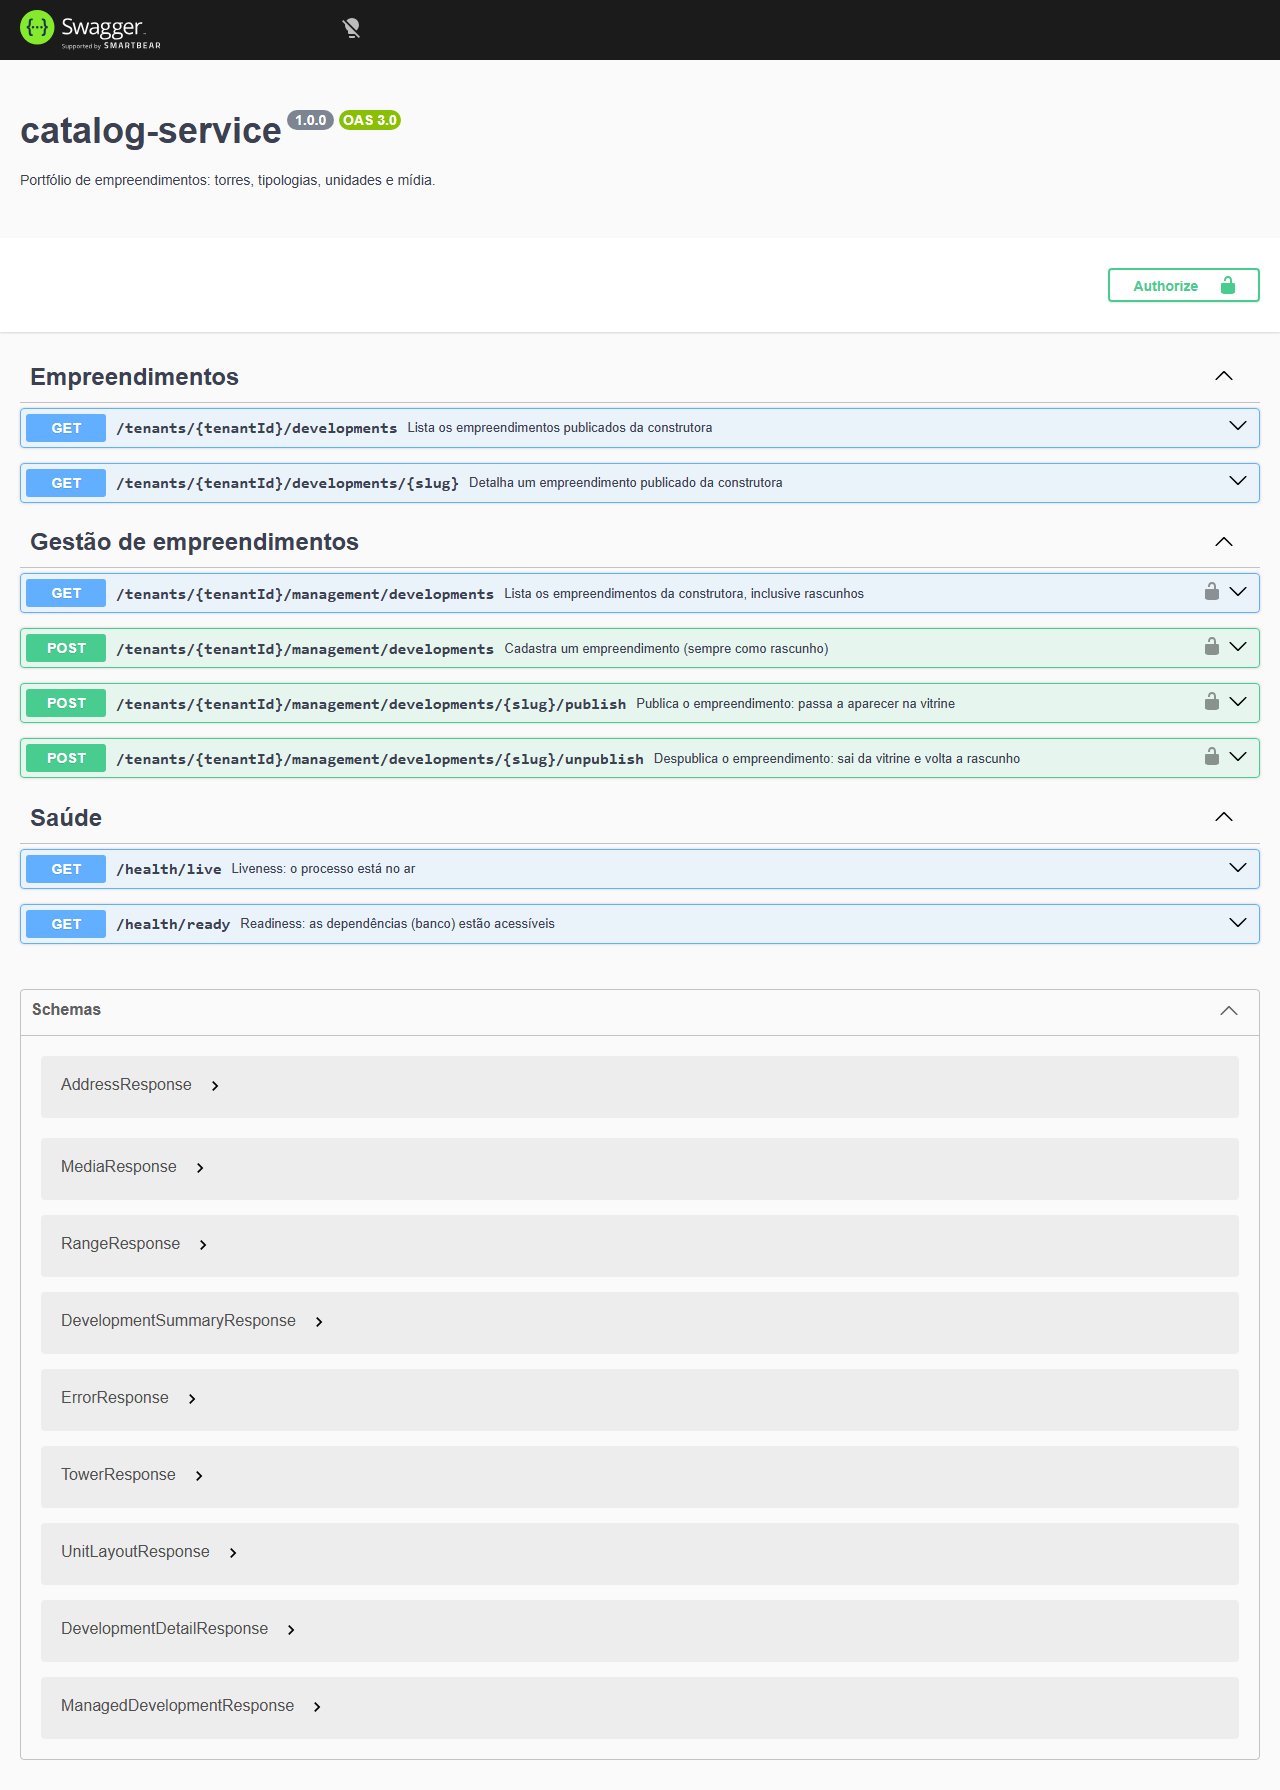 Swagger
Supported by SMARTBEAR
catalog-service 1.0.0 OAS 3.0
Portfólio de empreendimentos: torres, tipologias, unidades e mídia.
Authorize
Empreendimentos
GET /tenants/{tenantId}/developments Lista os empreendimentos publicados da construtora
GET /tenants/{tenantId}/developments/{slug} Detalha um empreendimento publicado da construtora
Gestão de empreendimentos
GET /tenants/{tenantId}/management/developments Lista os empreendimentos da construtora, inclusive rascunhos
POST /tenants/{tenantId}/management/developments Cadastra um empreendimento (sempre como rascunho)
POST /tenants/{tenantId}/management/developments/{slug}/publish Publica o empreendimento: passa a aparecer na vitrine
POST /tenants/{tenantId}/management/developments/{slug}/unpublish Despublica o empreendimento: sai da vitrine e volta a rascunho
Saúde
GET /health/live Liveness: o processo está no ar
GET /health/ready Readiness: as dependências (banco) estão acessíveis
Schemas
AddressResponse
MediaResponse
RangeResponse
DevelopmentSummaryResponse
ErrorResponse
TowerResponse
UnitLayoutResponse
DevelopmentDetailResponse
ManagedDevelopmentResponse